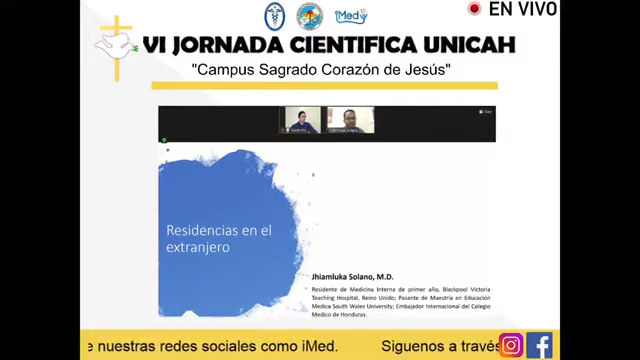 iMed
EN VIVO
VI JORNADA CIENTIFICA UNICAH
"Campus Sagrado Corazón de Jesús"
Residencias en el
extranjero
Jhiamluka Solano, M.D.
Residente de Medicina Interna de primer año, Blackpool Victoria
Teaching Hospital, Reino Unido; Pasante de Maestría en Educación
Medica South Wales University; Embajador Internacional del Colegio
Medico de Honduras.
e nuestras redes sociales como iMed. Siguenos a través